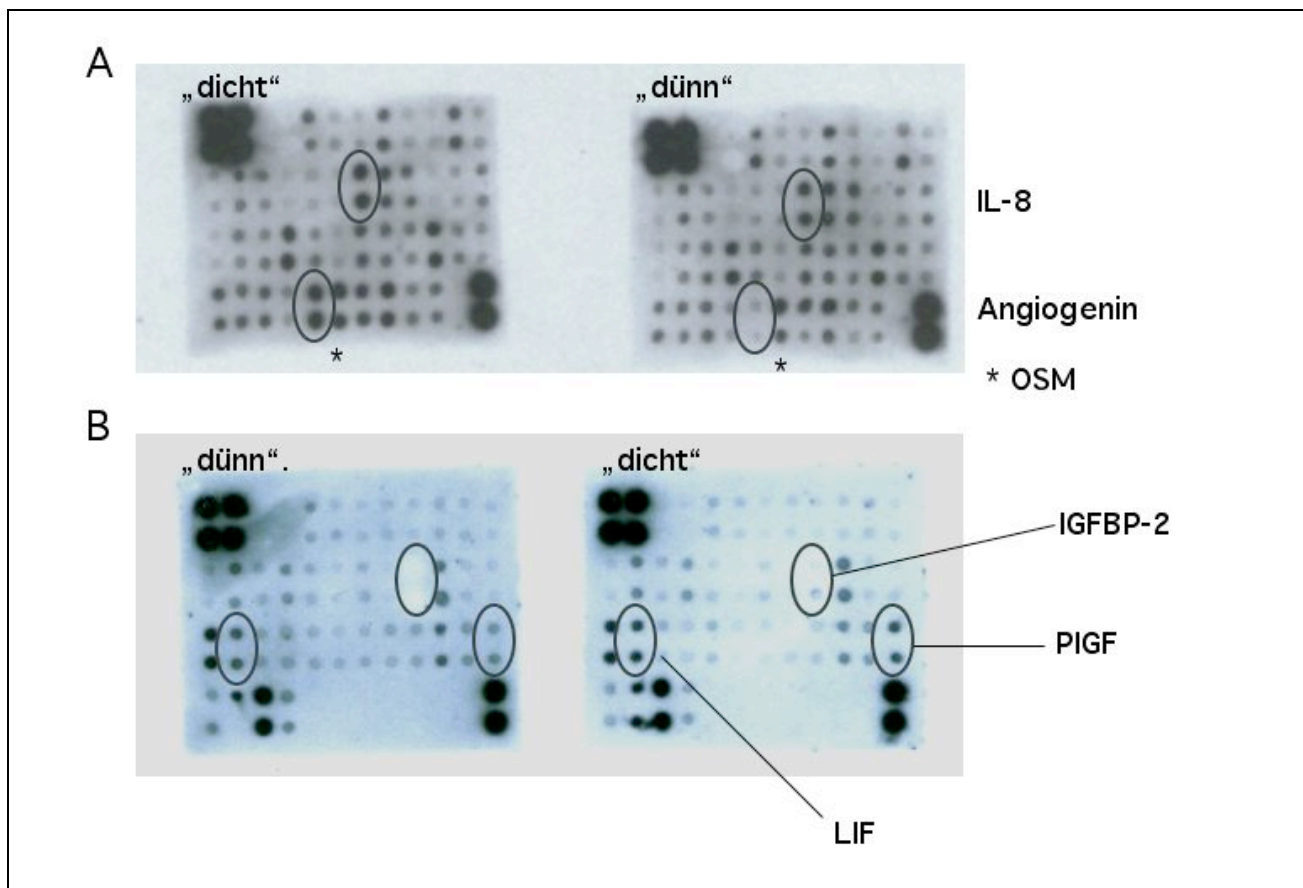 A
„dicht“
„dünn“
IL-8
Angiogenin
*
*
* OSM
B
„dünn“.
„dicht“
IGFBP-2
PIGF
LIF